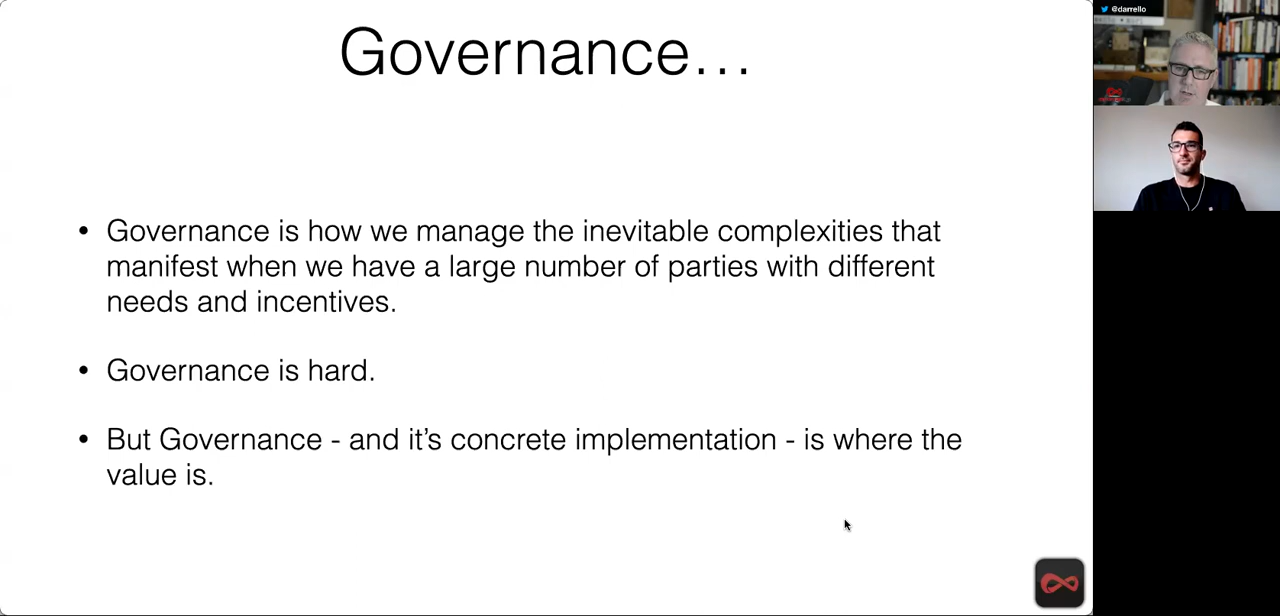 Governance…
@darrello
• Governance is how we manage the inevitable complexities that
manifest when we have a large number of parties with different
needs and incentives.
• Governance is hard.
• But Governance - and it’s concrete implementation - is where the
value is.